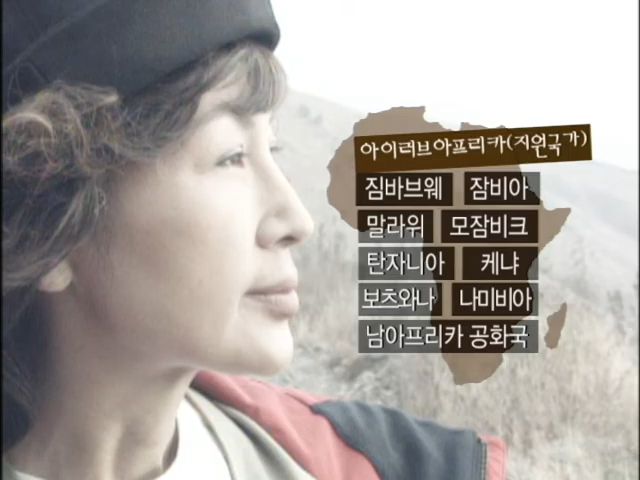 아이러브아프리카(지원국가)
짐바브웨 잠비아
말라위 모잠비크
탄자니아 케냐
보츠와나 나미비아
남아프리카 공화국